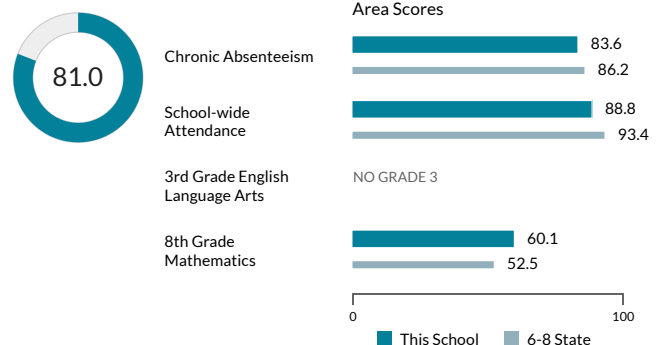 81.0
Area Scores
Chronic Absenteeism
83.6
86.2
School-wide
Attendance
88.8
93.4
3rd Grade English
Language Arts
NO GRADE 3
8th Grade
Mathematics
60.1
52.5
0
100
This School
6-8 State